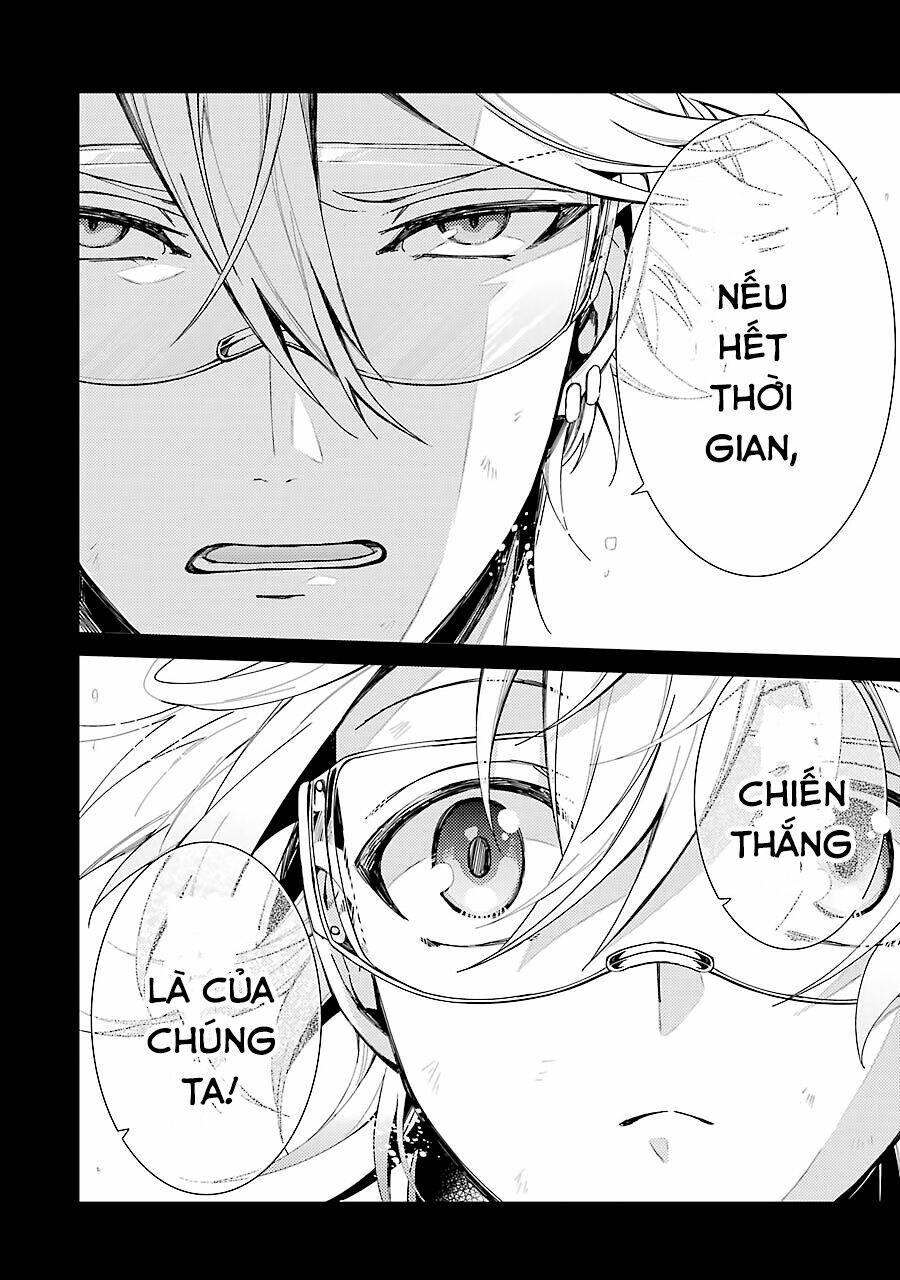 NẾU
HẾT
THỜI
GIAN,
CHIẾN
THẮNG
LÀ CỦA
CHÚNG
TA!